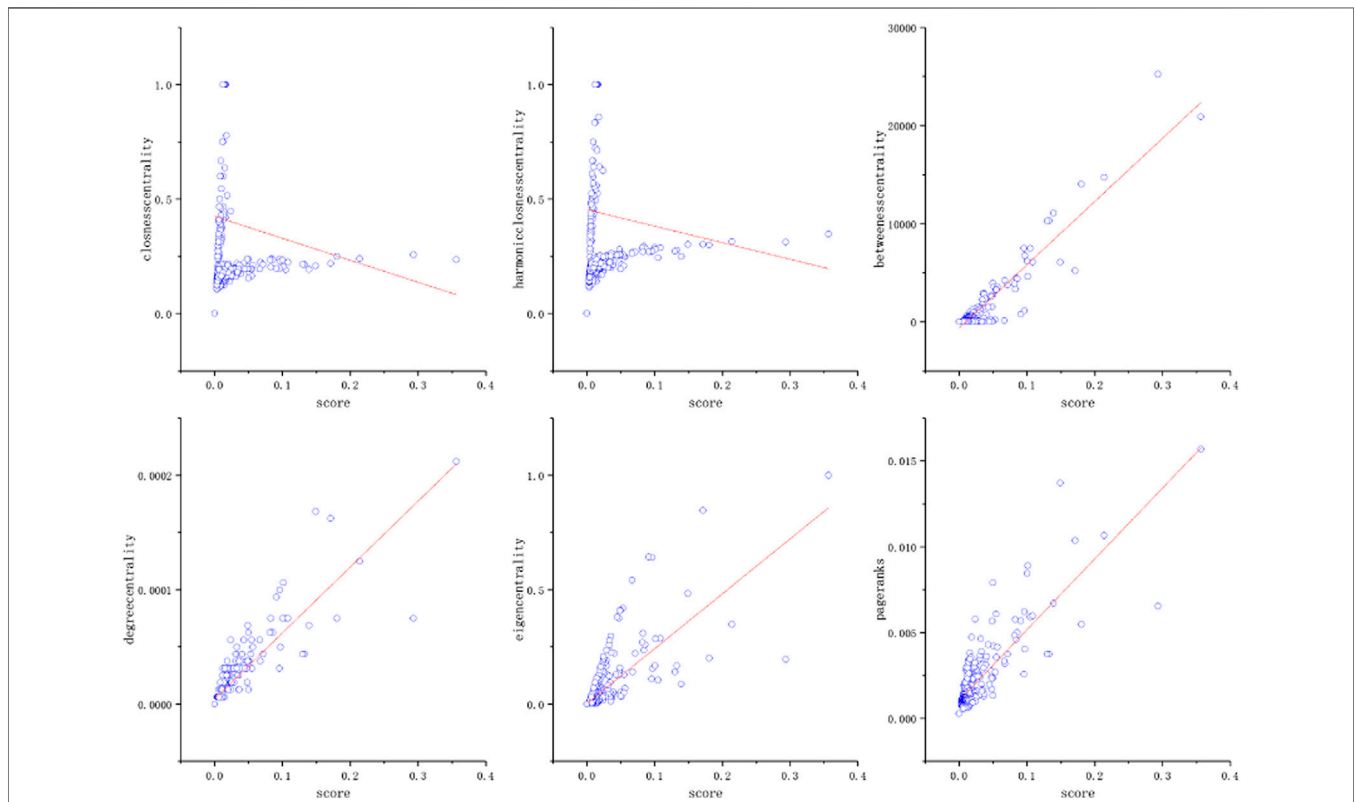 closnesscentrality
1.0
0.5
0.0
0.0 0.1 0.2 0.3 0.4
score
harmonicclosnesscentrality
1.0
0.5
0.0
0.0 0.1 0.2 0.3 0.4
score
betweenesscentrality
30000
20000
10000
0
0.0 0.1 0.2 0.3 0.4
score
degreecentrality
0.0002
0.0001
0.0000
0.0 0.1 0.2 0.3 0.4
score
eigencentrality
1.0
0.5
0.0
0.0 0.1 0.2 0.3 0.4
score
pageranks
0.015
0.010
0.005
0.000
0.0 0.1 0.2 0.3 0.4
score